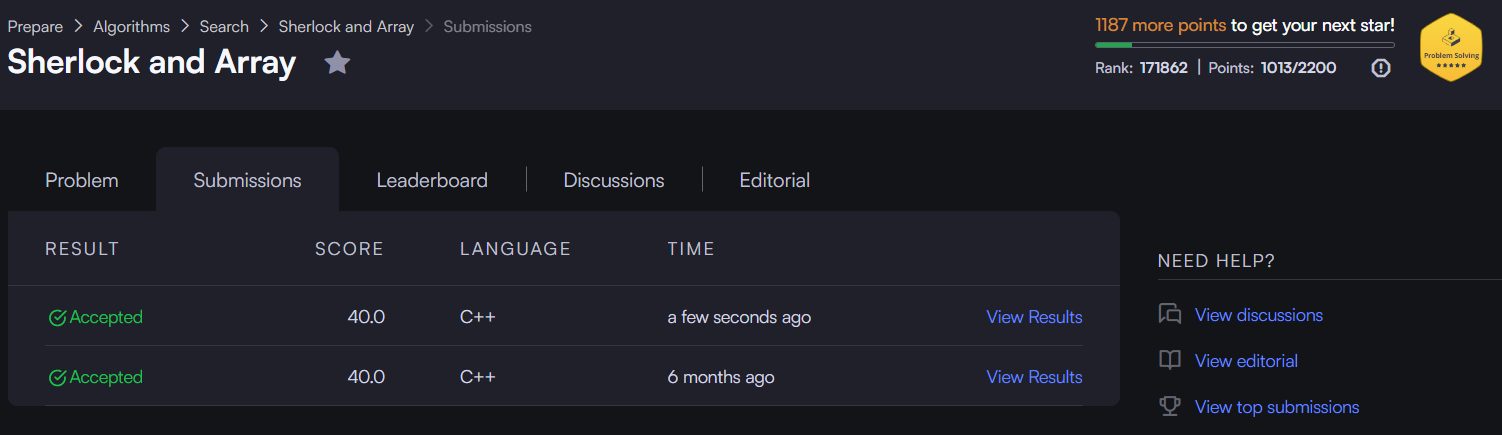 Prepare > Algorithms > Search > Sherlock and Array > Submissions
Sherlock and Array
1187 more points to get your next star!
Rank: 171862 | Points: 1013/2200
Problem Solving
Problem
Submissions
Leaderboard
Discussions
Editorial
RESULT SCORE LANGUAGE TIME
Accepted 40.0 C++ a few seconds ago View Results
Accepted 40.0 C++ 6 months ago View Results
NEED HELP?
View discussions
View editorial
View top submissions